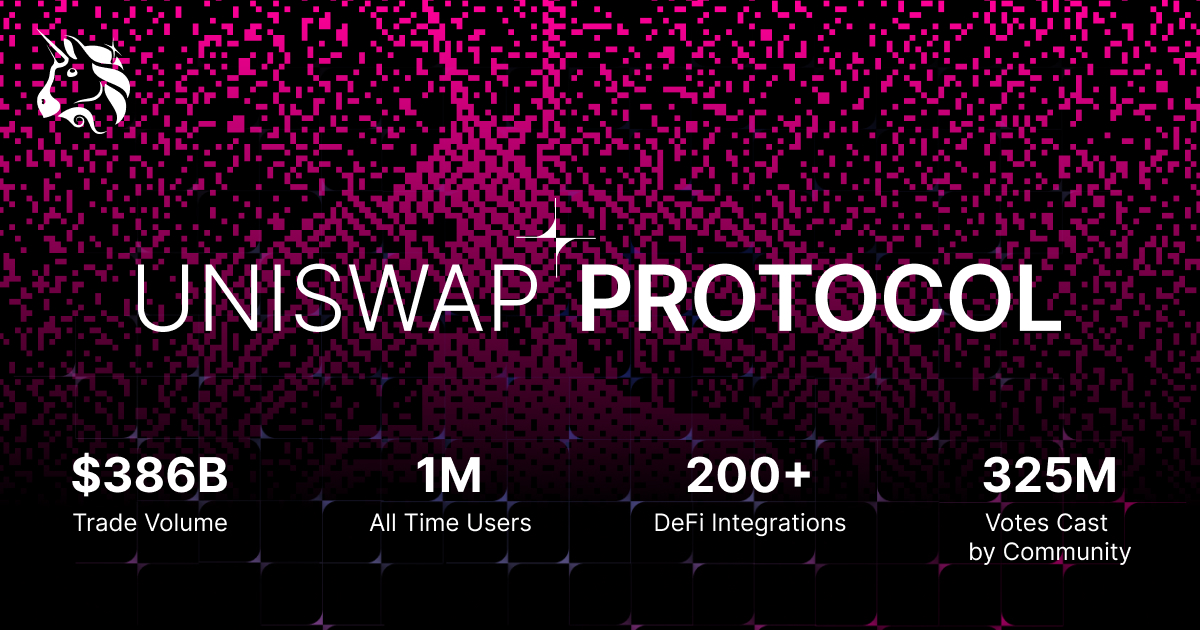 UNISWAP PROTOCOL
$386B
Trade Volume
1M
All Time Users
200+
DeFi Integrations
325M
Votes Cast
by Community